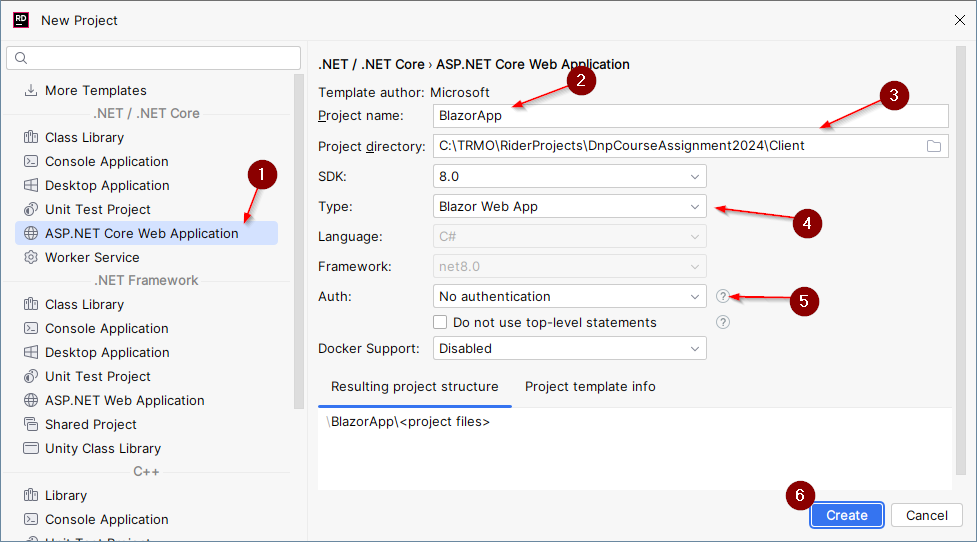 RD New Project
More Templates
.NET / .NET Core
Class Library
Console Application
Desktop Application
Unit Test Project
ASP.NET Core Web Application
Worker Service
.NET Framework
Class Library
Console Application
Desktop Application
Unit Test Project
ASP.NET Web Application
Shared Project
Unity Class Library
C++
Library
Console Application
Unit Test Project
1
.NET / .NET Core › ASP.NET Core Web Application
2
Template author: Microsoft
3
Project name: BlazorApp
Project directory: C:\TRMO\RiderProjects\DnpCourseAssignment2024\Client
SDK: 8.0
Type: Blazor Web App
4
Language: C#
Framework: net8.0
Auth: No authentication ?
5
Do not use top-level statements ?
Docker Support: Disabled
Resulting project structure Project template info
\BlazorApp\<project files>
6
Create Cancel